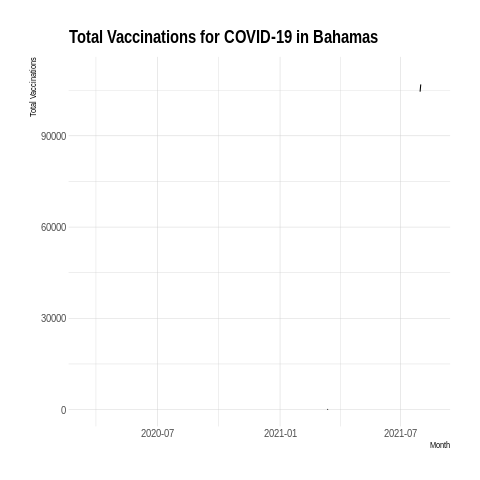 Total Vaccinations for COVID-19 in Bahamas
Total Vaccinations
90000
60000
30000
0
2020-07
2021-01
2021-07
Month